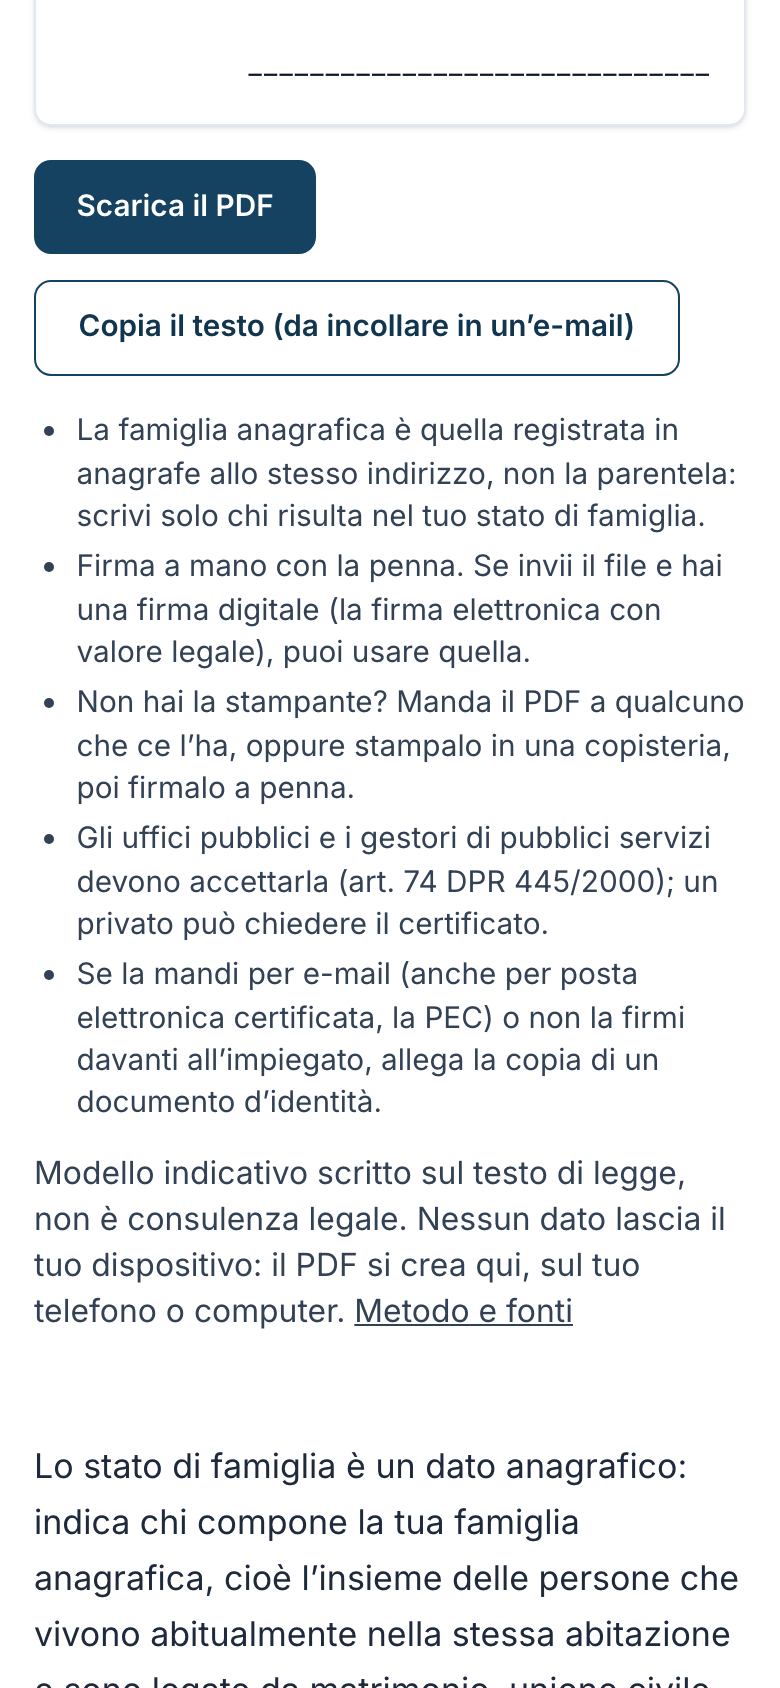 ______________________________
Scarica il PDF
Copia il testo (da incollare in un’e-mail)
• La famiglia anagrafica è quella registrata in
anagrafe allo stesso indirizzo, non la parentela:
scrivi solo chi risulta nel tuo stato di famiglia.
• Firma a mano con la penna. Se invii il file e hai
una firma digitale (la firma elettronica con
valore legale), puoi usare quella.
• Non hai la stampante? Manda il PDF a qualcuno
che ce l’ha, oppure stampalo in una copisteria,
poi firmalo a penna.
• Gli uffici pubblici e i gestori di pubblici servizi
devono accettarla (art. 74 DPR 445/2000); un
privato può chiedere il certificato.
• Se la mandi per e-mail (anche per posta
elettronica certificata, la PEC) o non la firmi
davanti all’impiegato, allega la copia di un
documento d’identità.
Modello indicativo scritto sul testo di legge,
non è consulenza legale. Nessun dato lascia il
tuo dispositivo: il PDF si crea qui, sul tuo
telefono o computer. Metodo e fonti
Lo stato di famiglia è un dato anagrafico:
indica chi compone la tua famiglia
anagrafica, cioè l’insieme delle persone che
vivono abitualmente nella stessa abitazione
e sono legate da matrimonio, unione civile